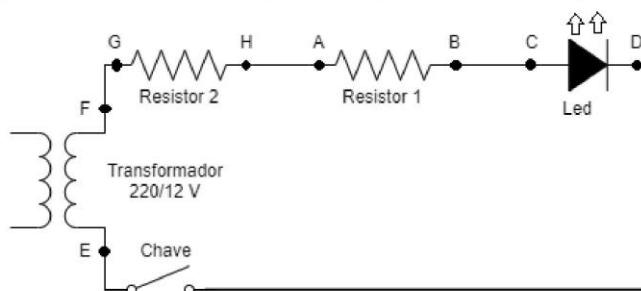 G H A B C D
Resistor 2 Resistor 1 Led
F
Transformador
220/12 V
E Chave